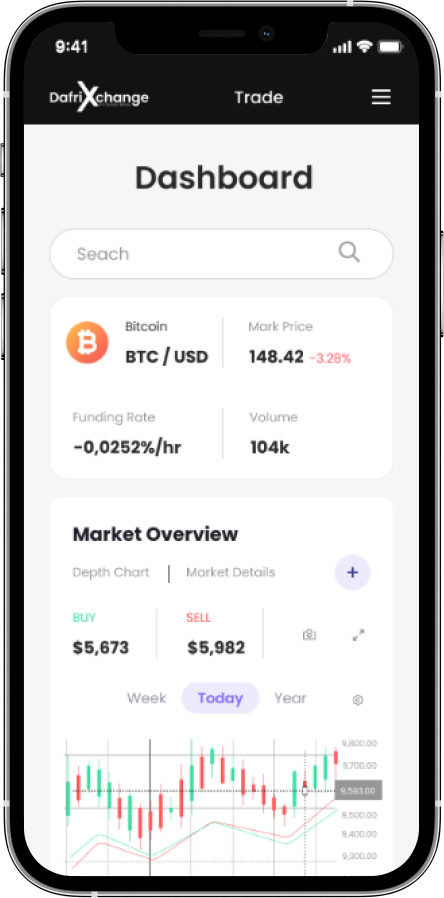 9:41
DafriXchange
Trade
Dashboard
Seach
Bitcoin
Mark Price
BTC / USD
148.42 -3.28%
Funding Rate
Volume
-0,0252%/hr
104k
Market Overview
Depth Chart
Market Details
+
BUY
SELL
$5,673
$5,982
Week
Today
Year
9,800.00
9,700.00
9,593.00
9,500.00
9,400.00
9,300.00